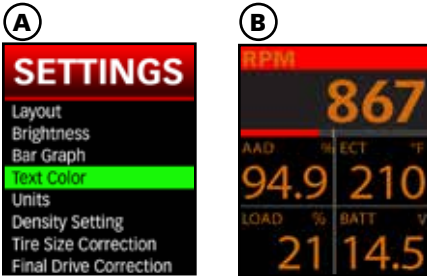 A
SETTINGS
Layout
Brightness
Bar Graph
Text Color
Units
Density Setting
Tire Size Correction
Final Drive Correction
B
RPM
867
AAD % ECT °F
94.9 210
LOAD % BATT V
21 14.5